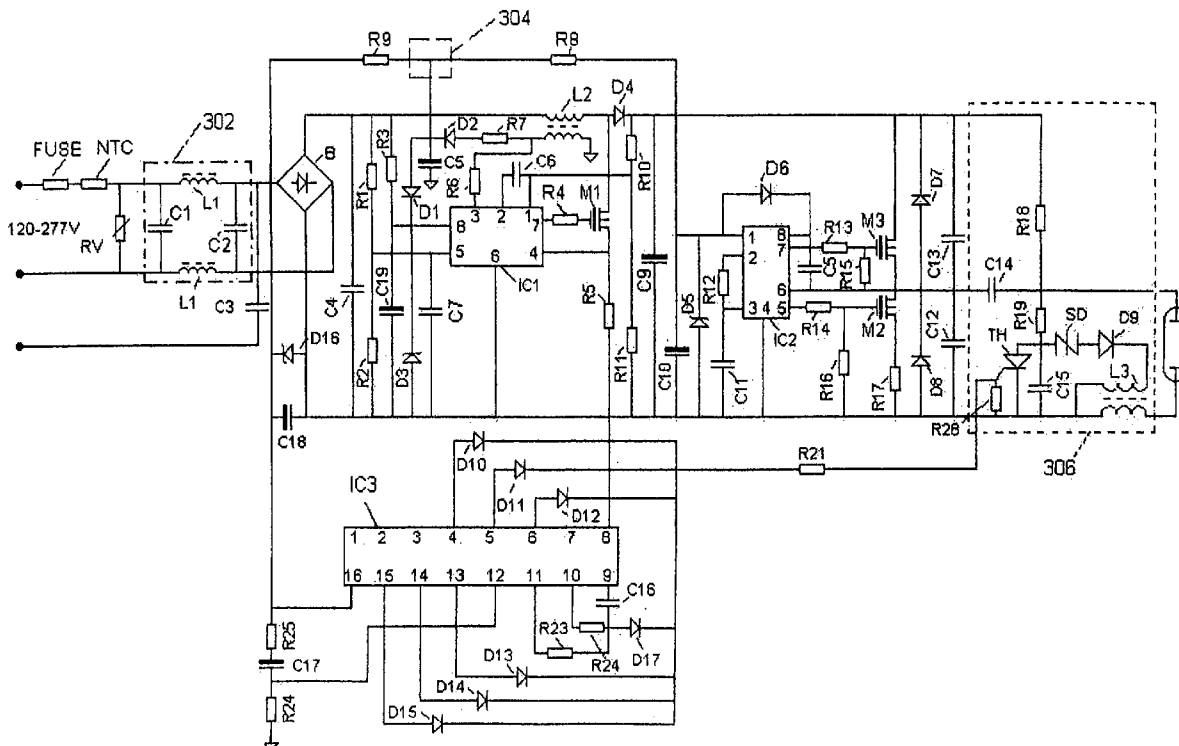 304
R9
R8
302
L2
D4
FUSE
NTC
B
R3
D2
R7
C5
C6
R10
D6
D7
R18
C1
L1
R1
R6
R4
M1
M3
120-277V
RV
C2
D1
3
2
1
8
7
5
4
6
IC1
1
2
3
4
8
7
6
5
IC2
R13
R15
C5
C13
C14
L1
C3
C4
C19
C7
R5
C9
D5
R12
R14
M2
C12
R19
SD
D9
TH
D16
R2
D3
R11
C10
C11
R16
R17
D8
C15
L3
R26
C18
D10
D11
R21
306
IC3
D12
1 2 3 4 5 6 7 8
16 15 14 13 12 11 10 9
C16
R25
R23
R24
D17
C17
D13
R24
D14
D15